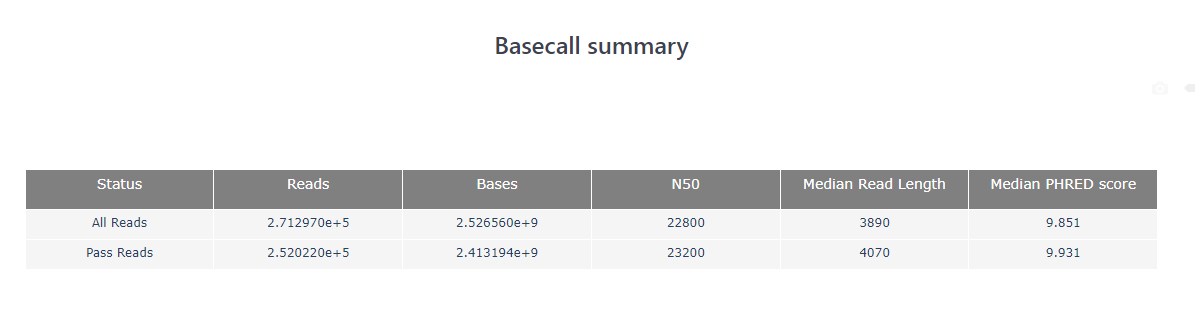 Basecall summary
Status Reads Bases N50 Median Read Length Median PHRED score
All Reads 2.712970e+5 2.526560e+9 22800 3890 9.851
Pass Reads 2.520220e+5 2.413194e+9 23200 4070 9.931